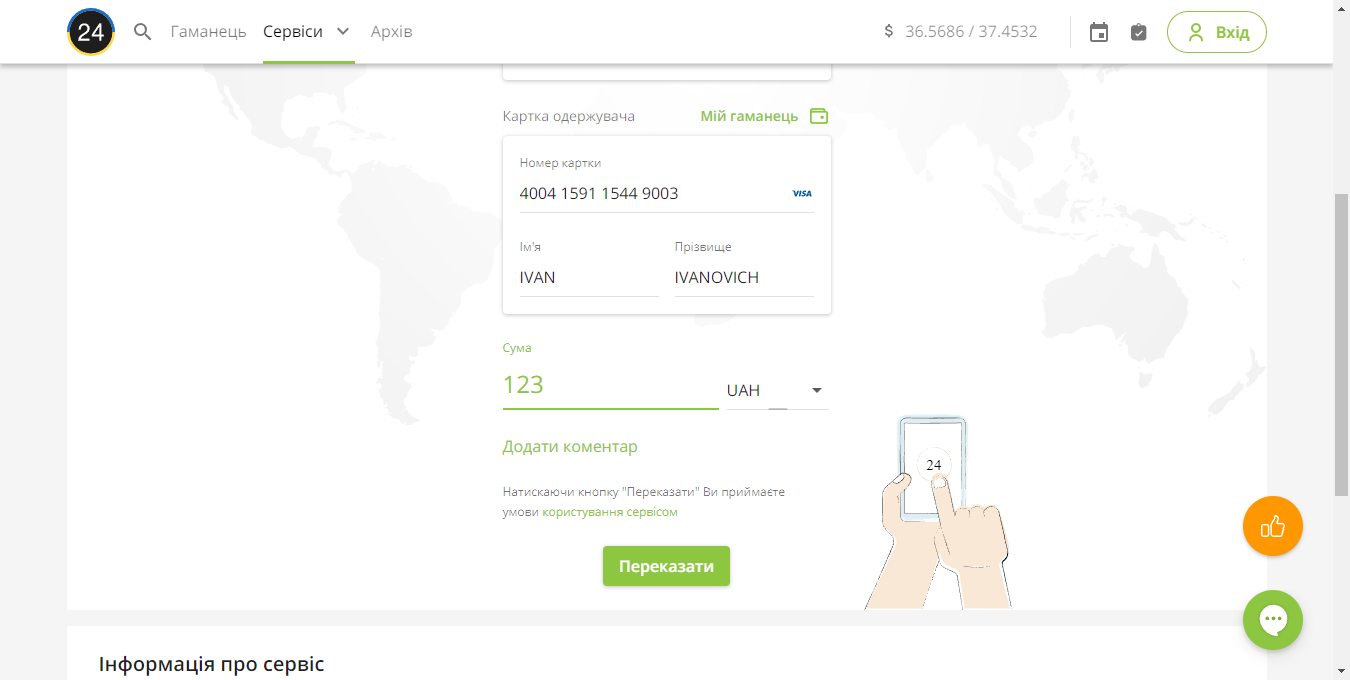 24
Гаманець
Сервіси
Архів
$ 36.5686 / 37.4532
Вхід
Картка одержувача
Мій гаманець
Номер картки
4004 1591 1544 9003
VISA
Ім'я
Прізвище
IVAN
IVANOVICH
Сума
123
UAH
Додати коментар
24
Натискаючи кнопку "Переказати" Ви приймаєте
умови користування сервісом
Переказати
Інформація про сервіс